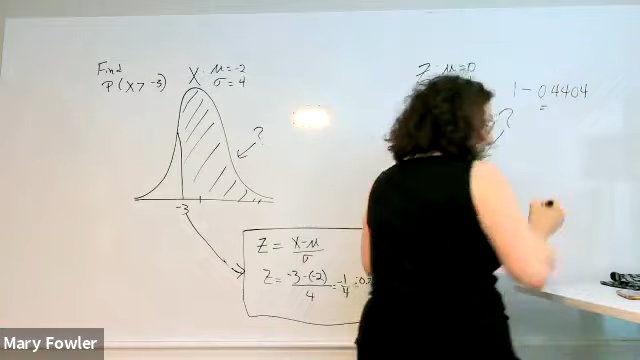 Find
P(X > -3)
X: μ = -2
σ = 4
?
-3
Z = X-μ / σ
Z = -3-(-2) / 4 = -1/4 =
Z: μ = 0
1 - 0.4404
=
?
Mary Fowler